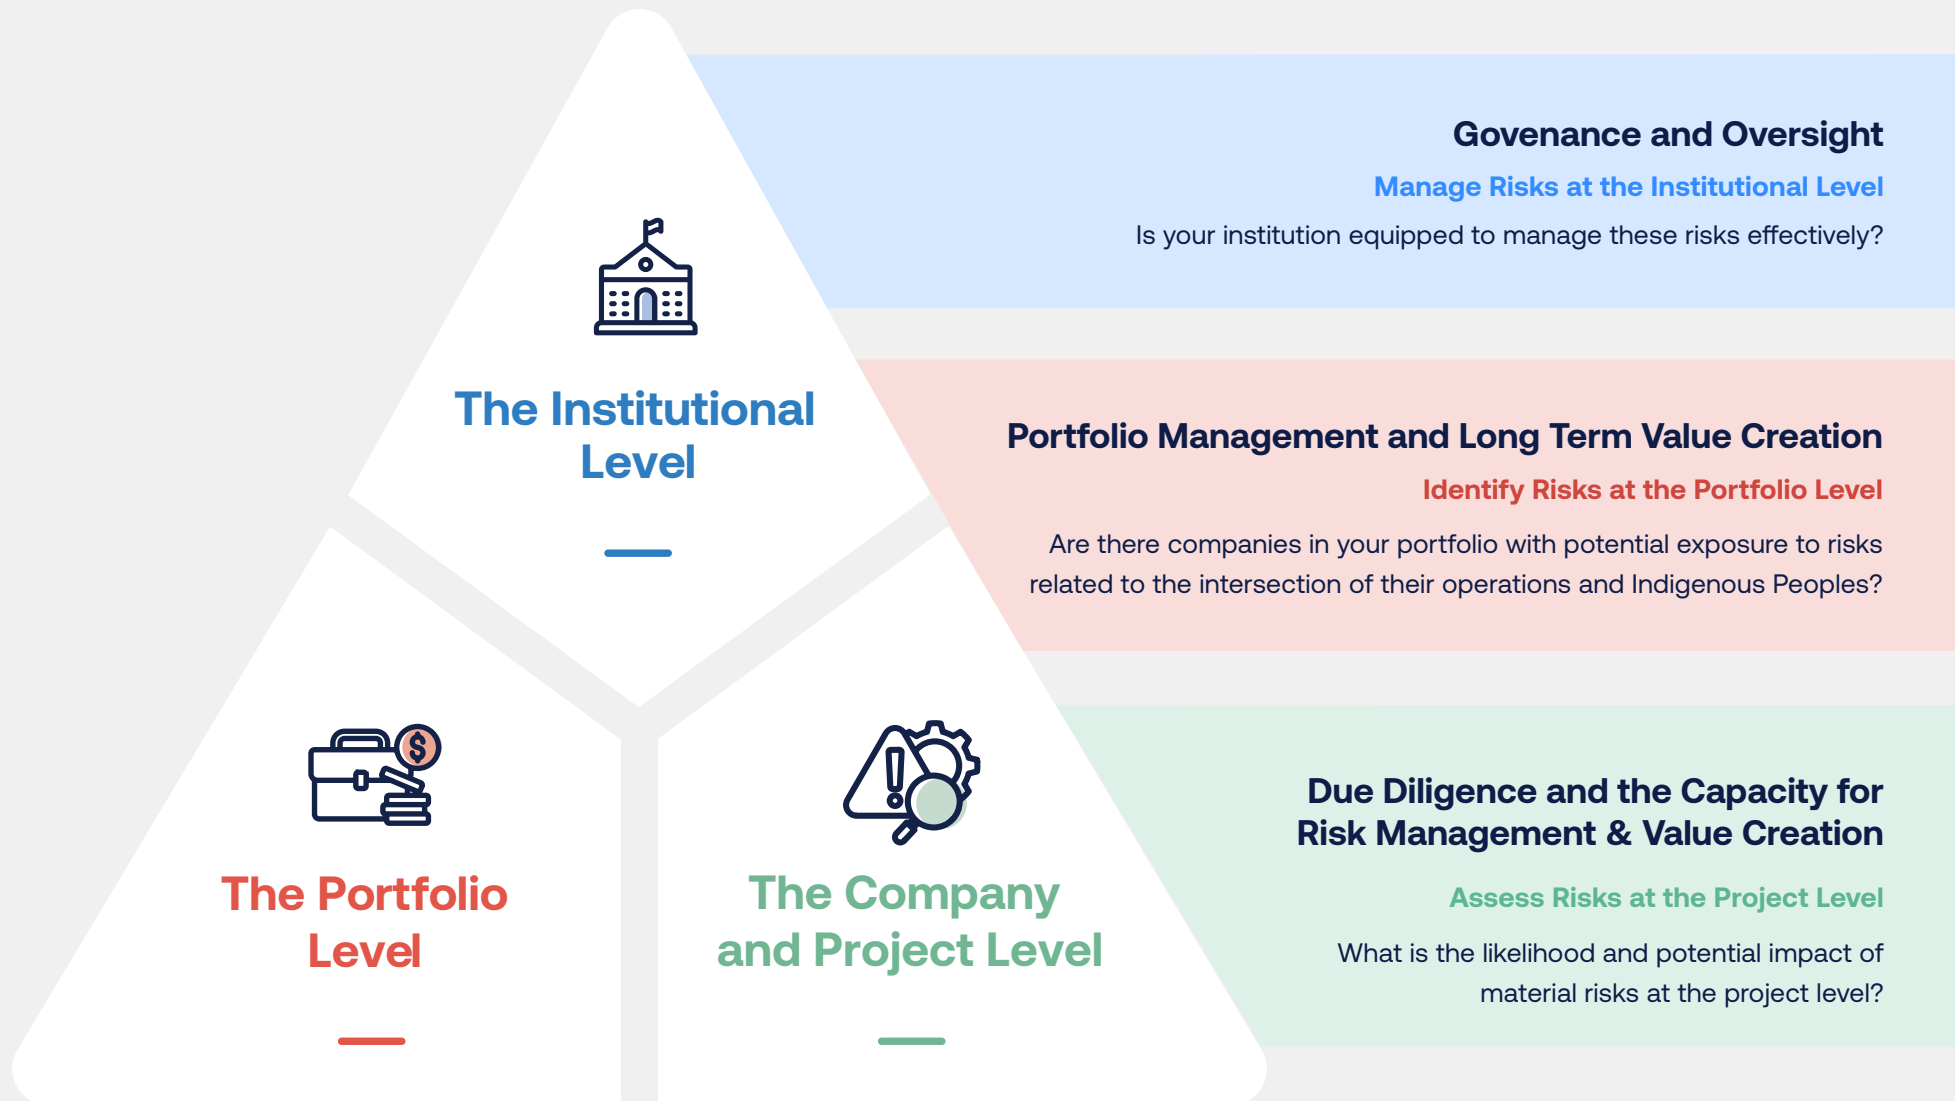 The Institutional
Level
The Portfolio
Level
The Company
and Project Level
Govenance and Oversight
Manage Risks at the Institutional Level
Is your institution equipped to manage these risks effectively?
Portfolio Management and Long Term Value Creation
Identify Risks at the Portfolio Level
Are there companies in your portfolio with potential exposure to risks
related to the intersection of their operations and Indigenous Peoples?
Due Diligence and the Capacity for
Risk Management & Value Creation
Assess Risks at the Project Level
What is the likelihood and potential impact of
material risks at the project level?